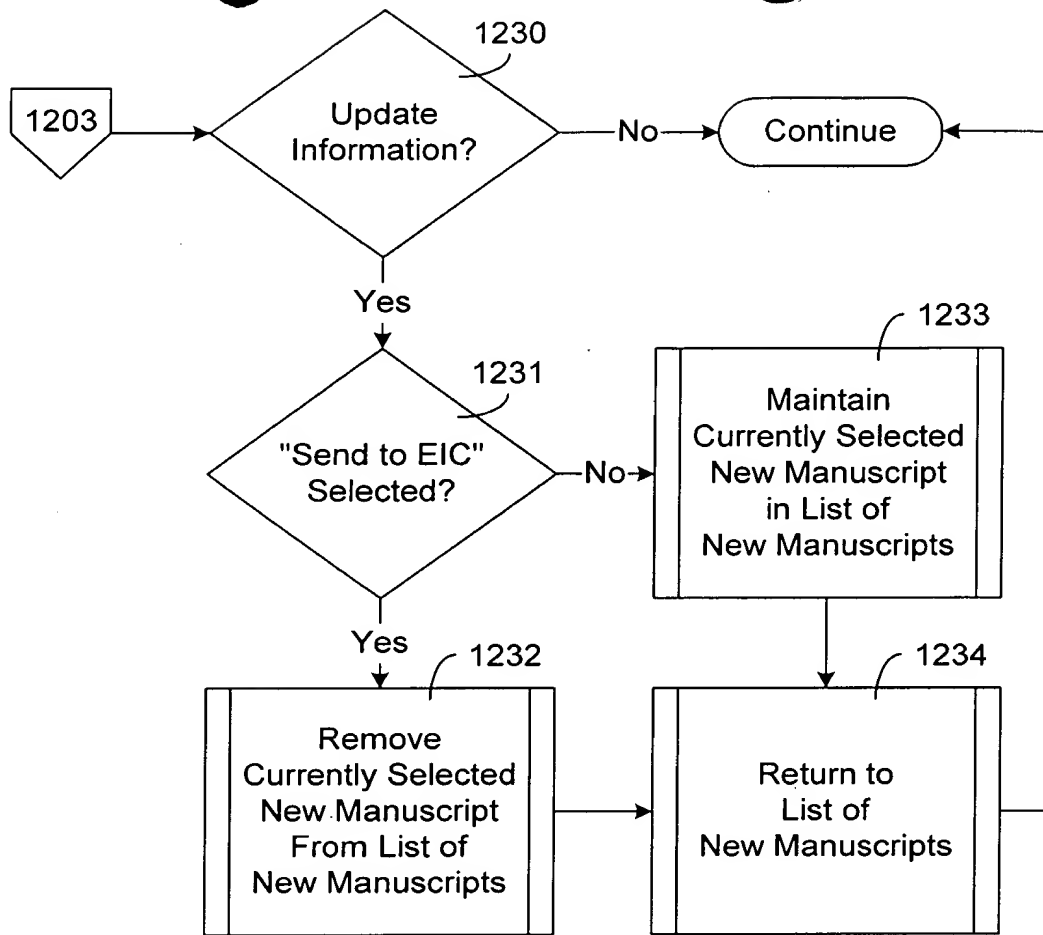 1230
1203
Update
Information?
No
Continue
Yes
1231
"Send to EIC"
Selected?
No
1233
Maintain
Currently Selected
New Manuscript
in List of
New Manuscripts
Yes
1232
Remove
Currently Selected
New Manuscript
From List of
New Manuscripts
1234
Return to
List of
New Manuscripts